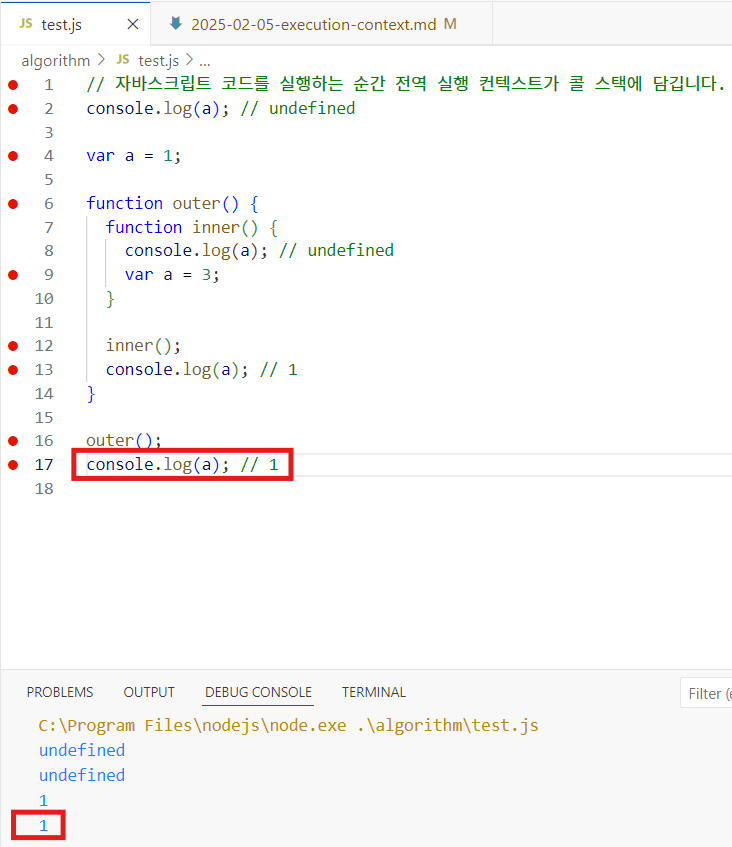 JS test.js × 2025-02-05-execution-context.md M
algorithm > JS test.js > ...
1 // 자바스크립트 코드를 실행하는 순간 전역 실행 컨텍스트가 콜 스택에 담깁니다.
2 console.log(a); // undefined
3
4 var a = 1;
5
6 function outer() {
7 function inner() {
8 console.log(a); // undefined
9 var a = 3;
10 }
11
12 inner();
13 console.log(a); // 1
14 }
15
16 outer();
17 console.log(a); // 1
18
PROBLEMS OUTPUT DEBUG CONSOLE TERMINAL Filter (e
C:\Program Files\nodejs\node.exe .\algorithm\test.js
undefined
undefined
1
1